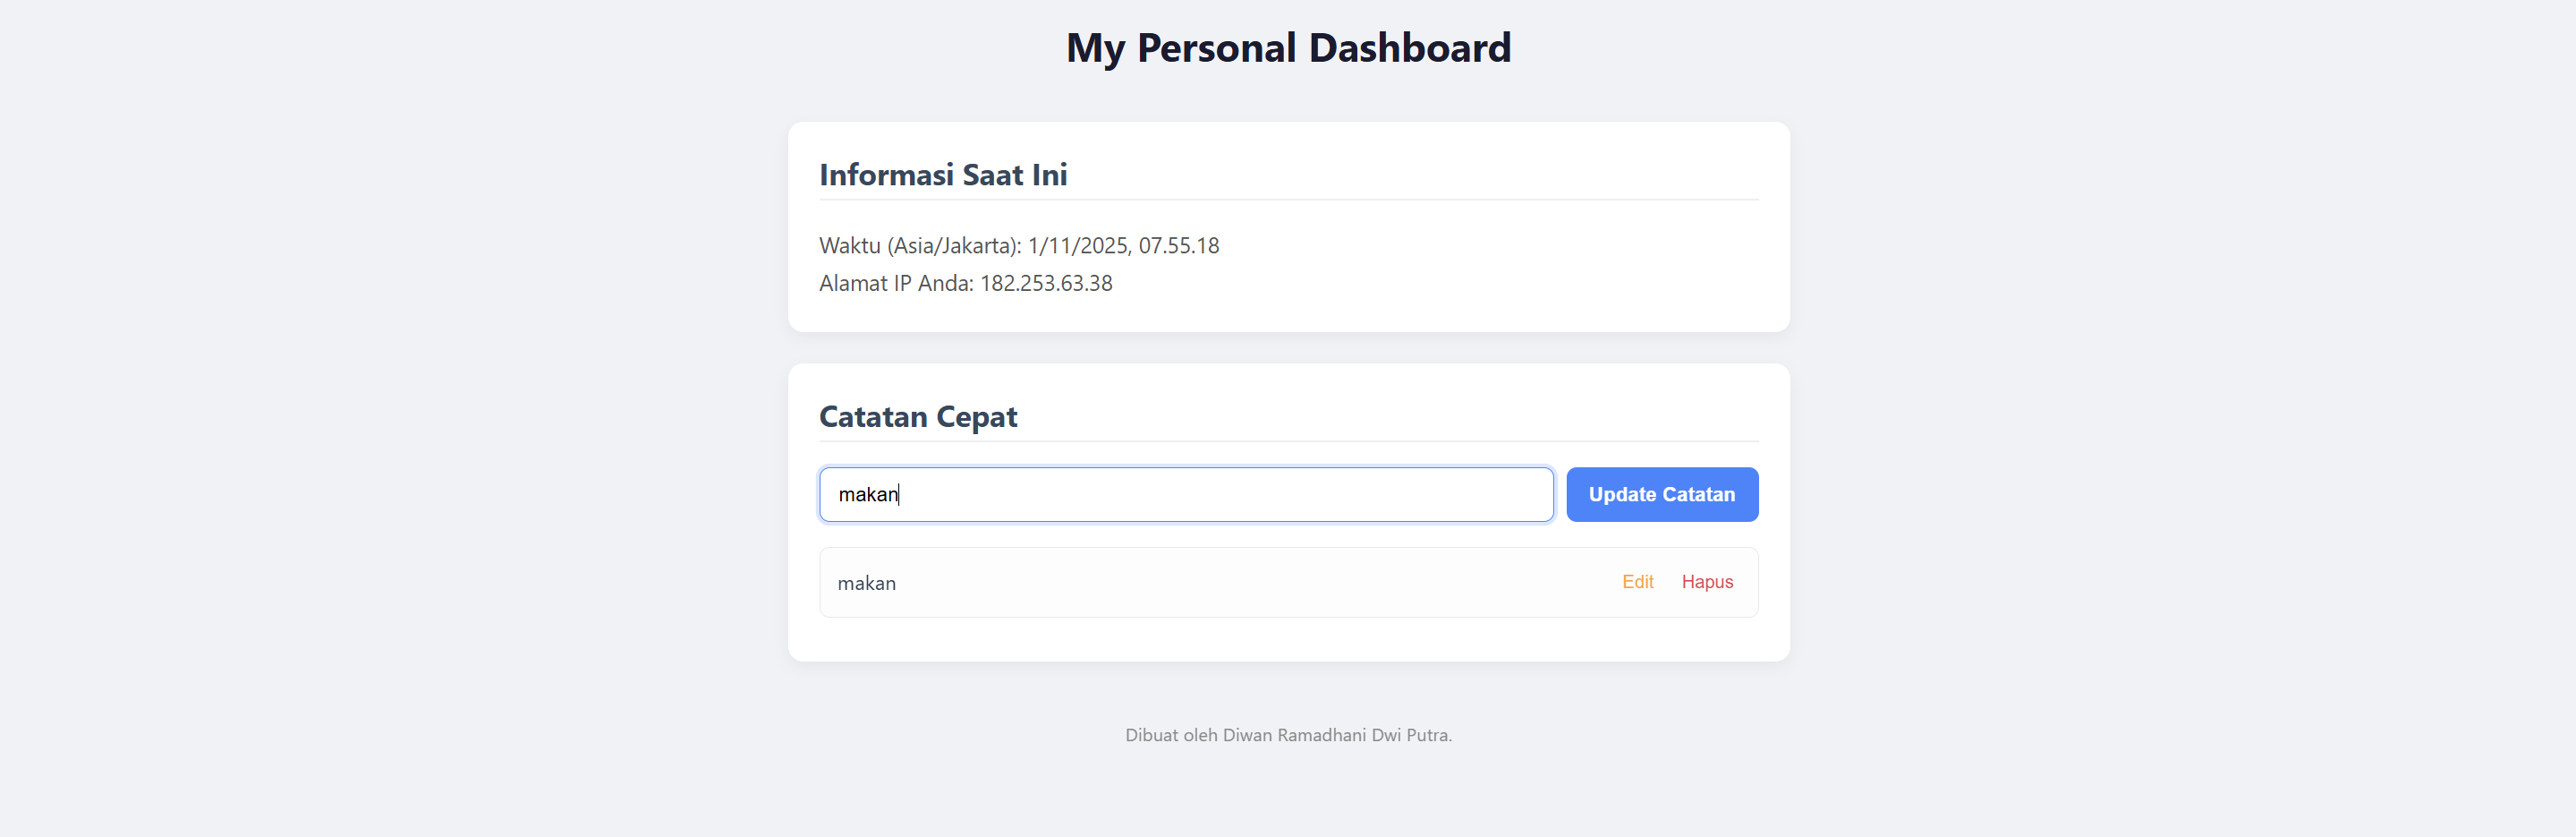 My Personal Dashboard
Informasi Saat Ini
Waktu (Asia/Jakarta): 1/11/2025, 07.55.18
Alamat IP Anda: 182.253.63.38
Catatan Cepat
makan
Update Catatan
makan
Edit
Hapus
Dibuat oleh Diwan Ramadhani Dwi Putra.